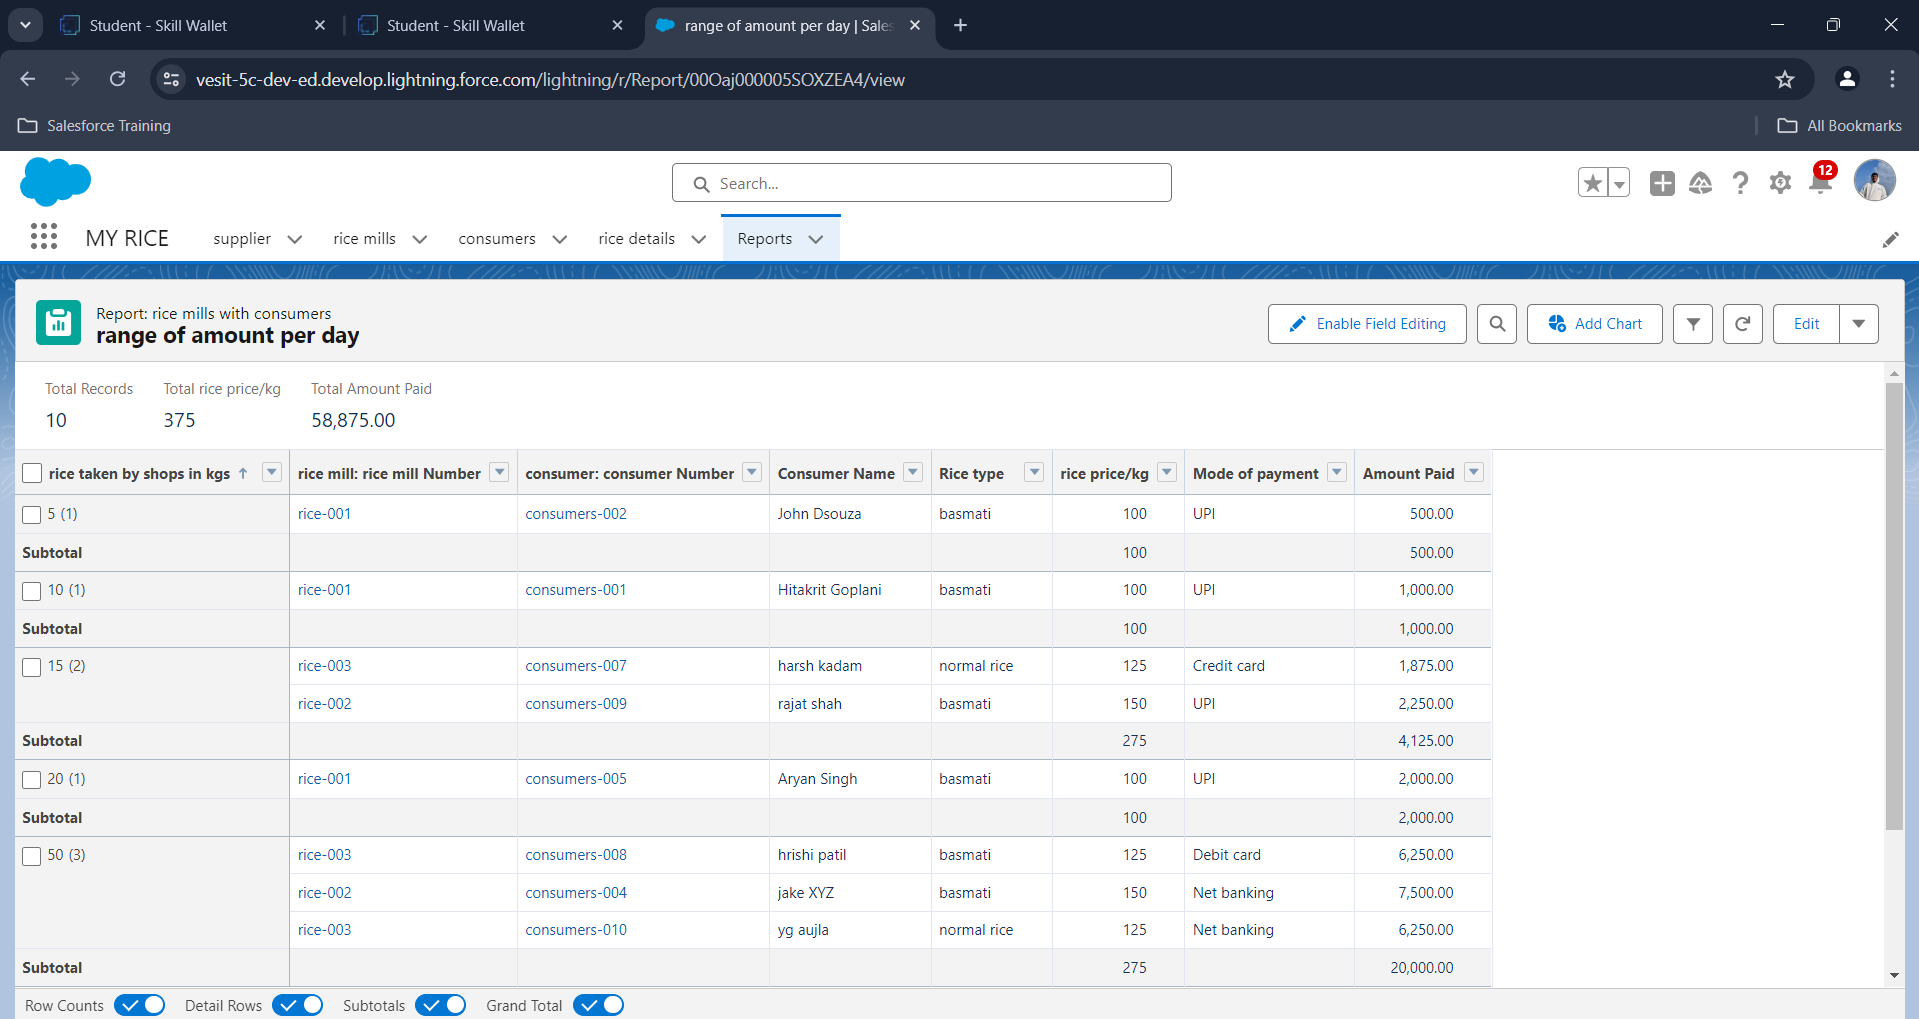 Student - Skill Wallet
Student - Skill Wallet
range of amount per day | Sales
vesit-5c-dev-ed.develop.lightning.force.com/lightning/r/Report/00Oaj000005SOXZEA4/view
Salesforce Training
All Bookmarks
Search...
12
MY RICE supplier rice mills consumers rice details Reports
Report: rice mills with consumers
range of amount per day
Enable Field Editing Add Chart Edit
Total Records Total rice price/kg Total Amount Paid
10 375 58,875.00
rice taken by shops in kgs ↑ rice mill: rice mill Number consumer: consumer Number Consumer Name Rice type rice price/kg Mode of payment Amount Paid
5 (1) rice-001 consumers-002 John Dsouza basmati 100 UPI 500.00
Subtotal 100 500.00
10 (1) rice-001 consumers-001 Hitakrit Goplani basmati 100 UPI 1,000.00
Subtotal 100 1,000.00
15 (2) rice-003 consumers-007 harsh kadam normal rice 125 Credit card 1,875.00
rice-002 consumers-009 rajat shah basmati 150 UPI 2,250.00
Subtotal 275 4,125.00
20 (1) rice-001 consumers-005 Aryan Singh basmati 100 UPI 2,000.00
Subtotal 100 2,000.00
50 (3) rice-003 consumers-008 hrishi patil basmati 125 Debit card 6,250.00
rice-002 consumers-004 jake XYZ basmati 150 Net banking 7,500.00
rice-003 consumers-010 yg aujla normal rice 125 Net banking 6,250.00
Subtotal 275 20,000.00
Row Counts Detail Rows Subtotals Grand Total